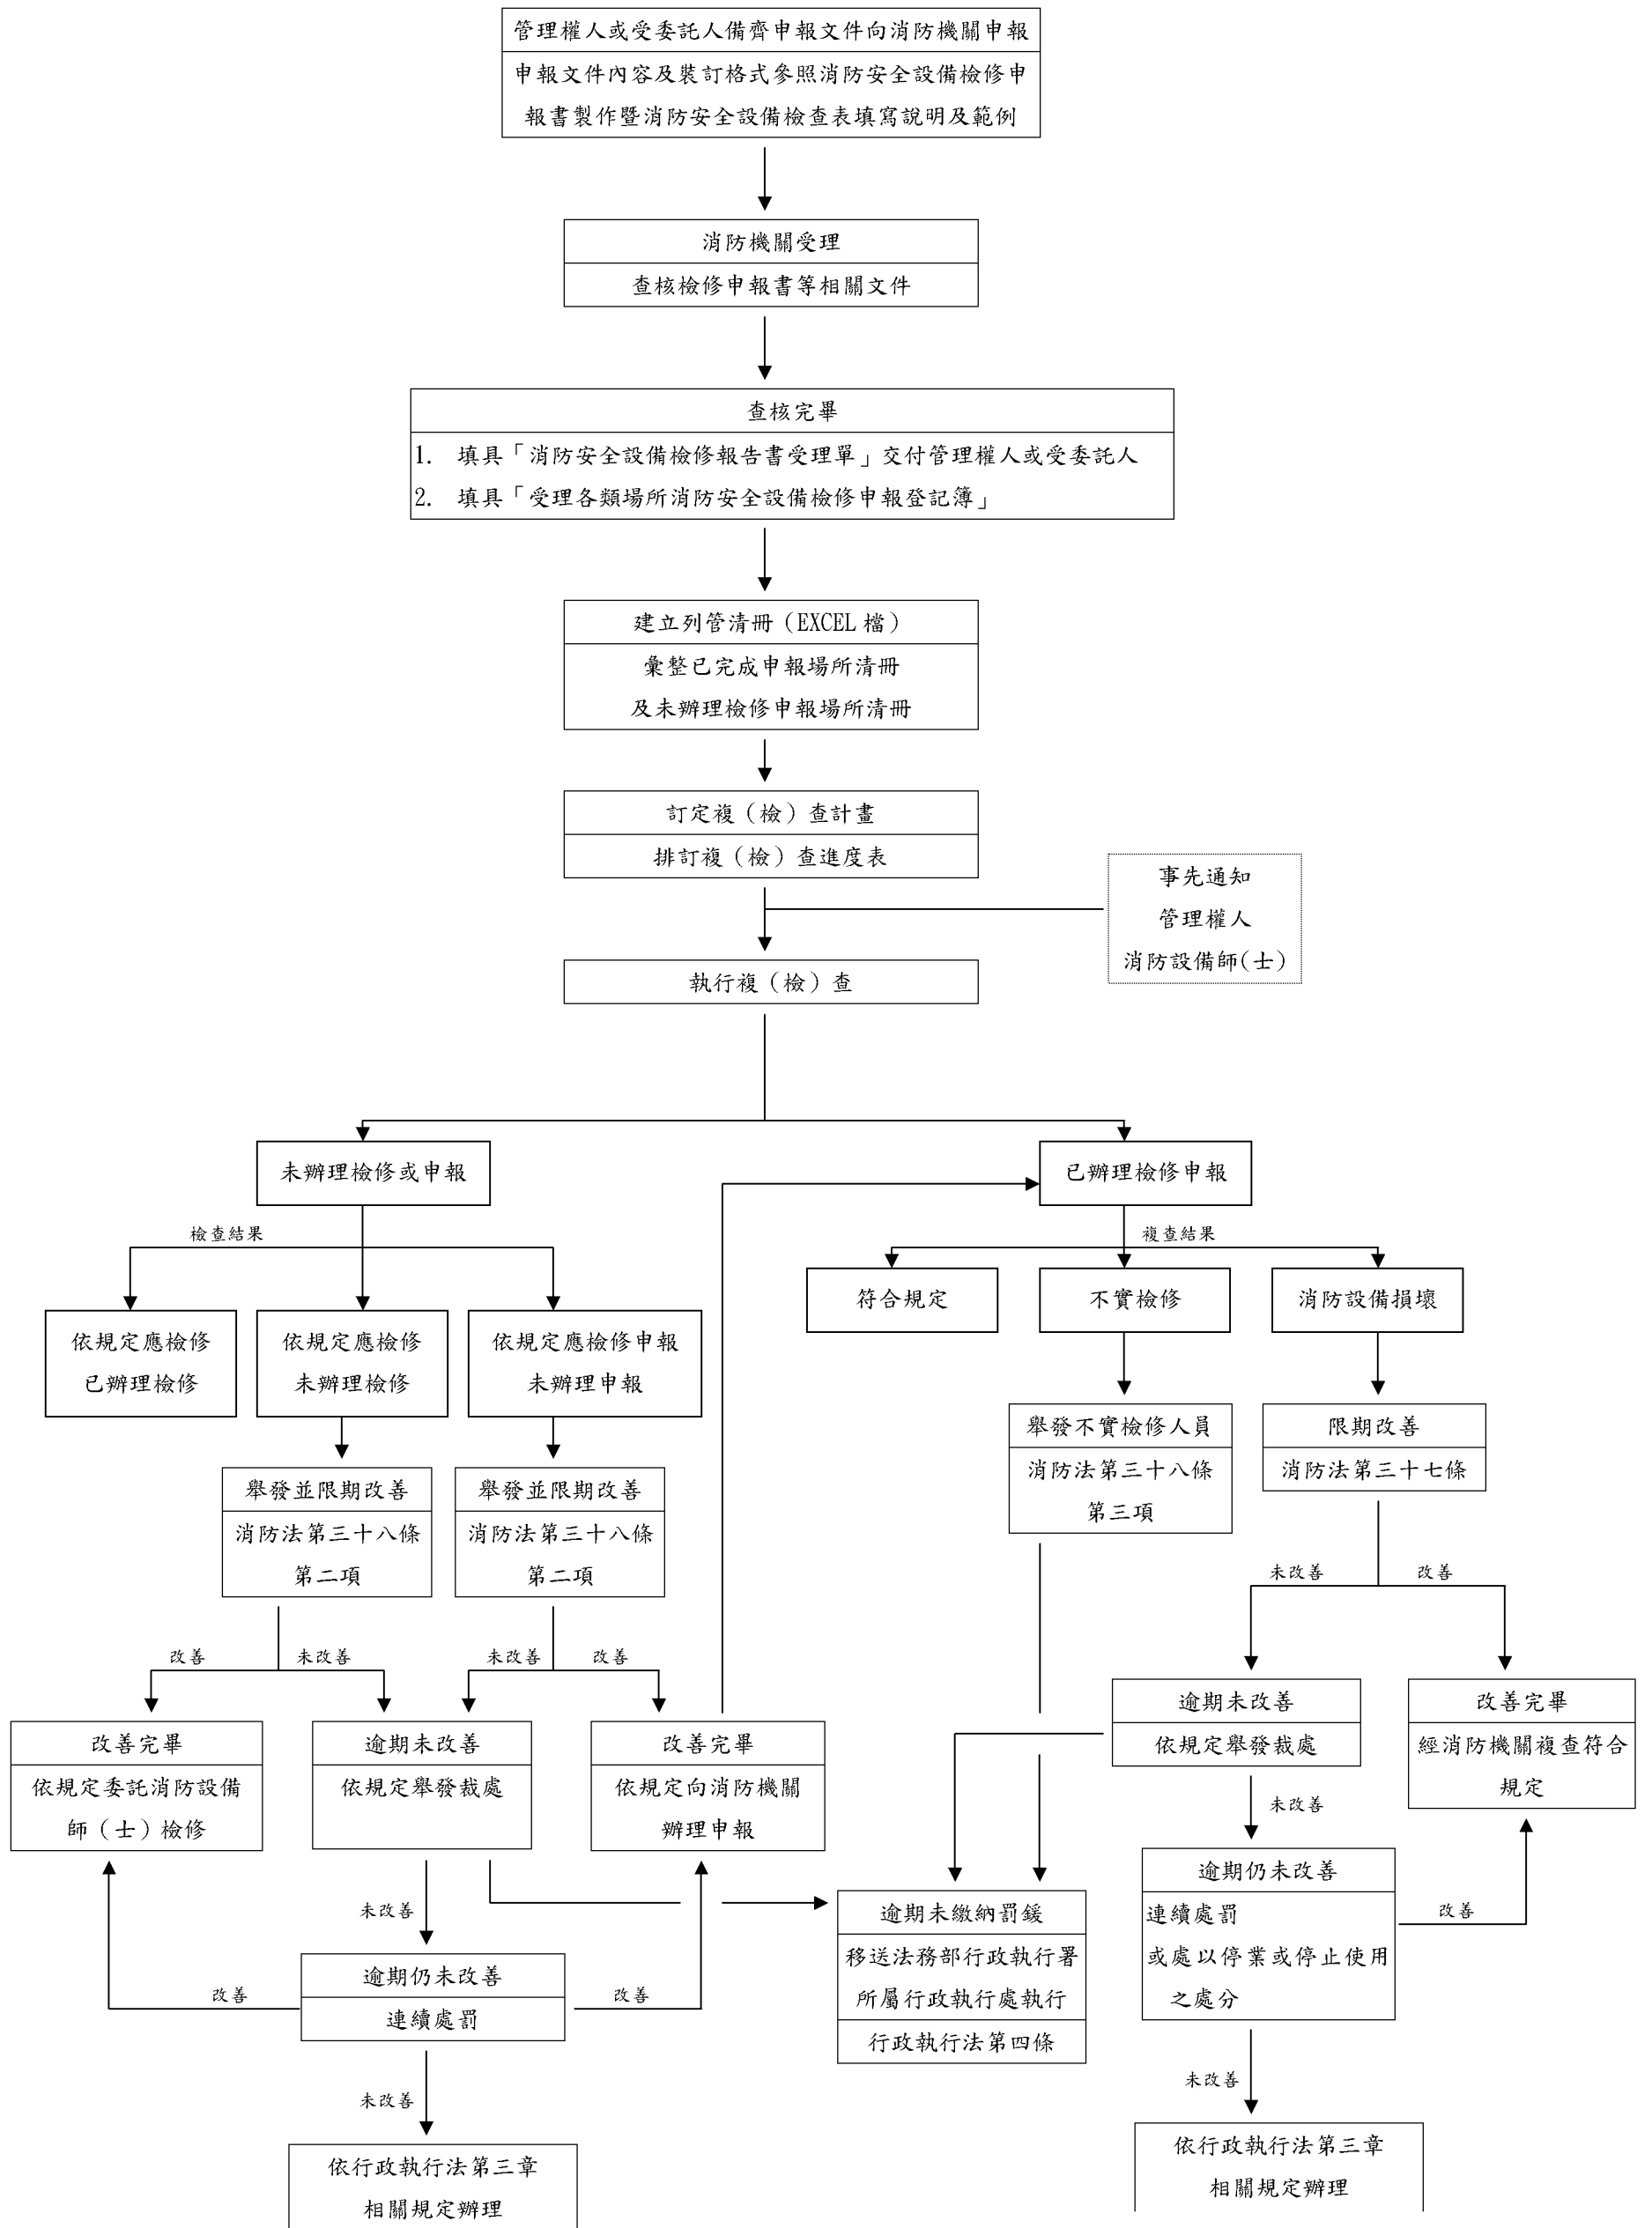 管理權人或受委託人備齊申報文件向消防機關申報
申報文件內容及裝訂格式參照消防安全設備檢修申
報書製作暨消防安全設備檢查表填寫說明及範例
消防機關受理
查核檢修申報書等相關文件
查核完畢
1. 填具「消防安全設備檢修報告書受理單」交付管理權人或受委託人
2. 填具「受理各類場所消防安全設備檢修申報登記簿」
建立列管清冊（EXCEL 檔）
彙整已完成申報場所清冊
及未辦理檢修申報場所清冊
訂定複（檢）查計畫
排訂複（檢）查進度表
事先通知
管理權人
消防設備師(士)
執行複（檢）查
未辦理檢修或申報
已辦理檢修申報
檢查結果
複查結果
依規定應檢修
已辦理檢修
依規定應檢修
未辦理檢修
依規定應檢修申報
未辦理申報
符合規定
不實檢修
消防設備損壞
舉發並限期改善
消防法第三十八條
第二項
舉發並限期改善
消防法第三十八條
第二項
舉發不實檢修人員
消防法第三十八條
第三項
限期改善
消防法第三十七條
改善
未改善
未改善
改善
未改善
改善
改善完畢
依規定委託消防設備
師（士）檢修
逾期未改善
依規定舉發裁處
改善完畢
依規定向消防機關
辦理申報
逾期未改善
依規定舉發裁處
改善完畢
經消防機關複查符合
規定
未改善
未改善
逾期仍未改善
連續處罰
改善
改善
逾期未繳納罰鍰
移送法務部行政執行署
所屬行政執行處執行
行政執行法第四條
逾期仍未改善
連續處罰
或處以停業或停止使用
之處分
改善
未改善
未改善
依行政執行法第三章
相關規定辦理
依行政執行法第三章
相關規定辦理